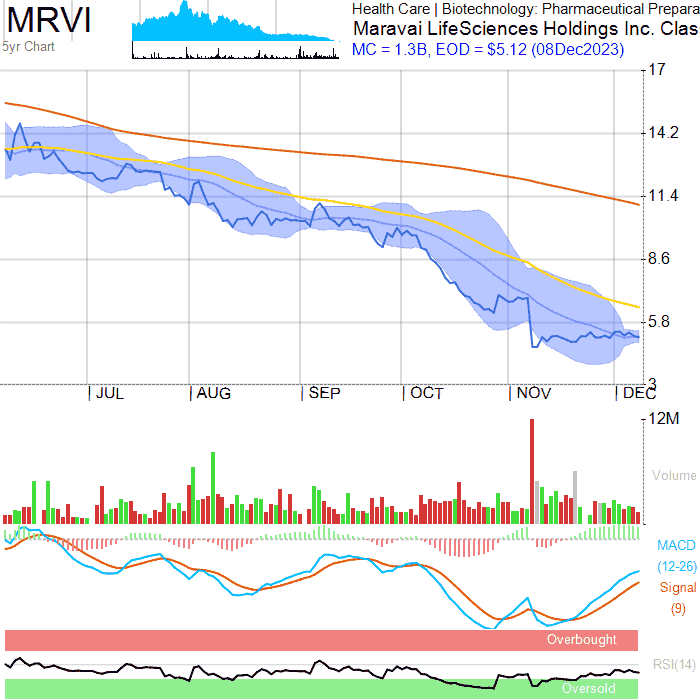 MRVI
5yr Chart
Health Care | Biotechnology: Pharmaceutical Prepara
Maravai LifeSciences Holdings Inc. Clas
MC = 1.3B, EOD = $5.12 (08Dec2023)
17
14.2
11.4
8.6
5.8
3
JUL AUG SEP OCT NOV DEC
12M
Volume
MACD
(12-26)
Signal
(9)
Overbought
RSI(14)
Oversold